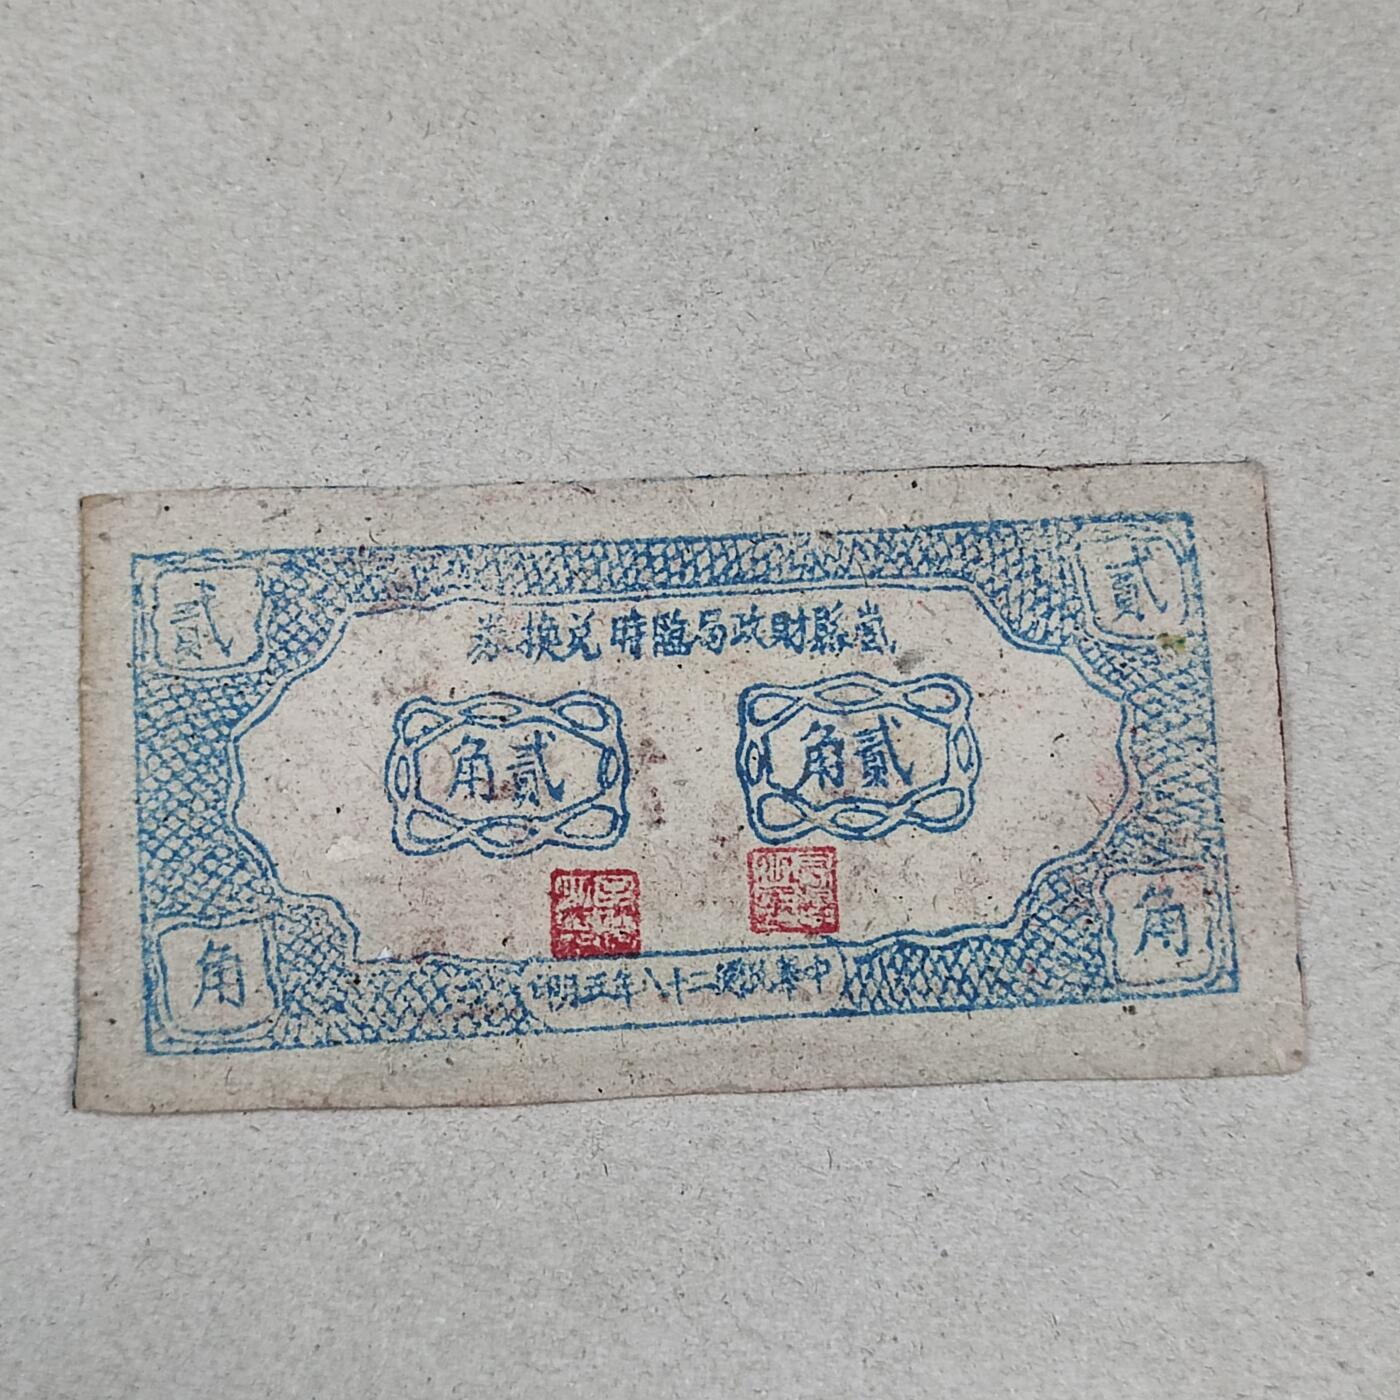 貳
貳
嵩縣財政局臨時兌換券
貳角
貳角
角
角
中華民國二十八年五月印